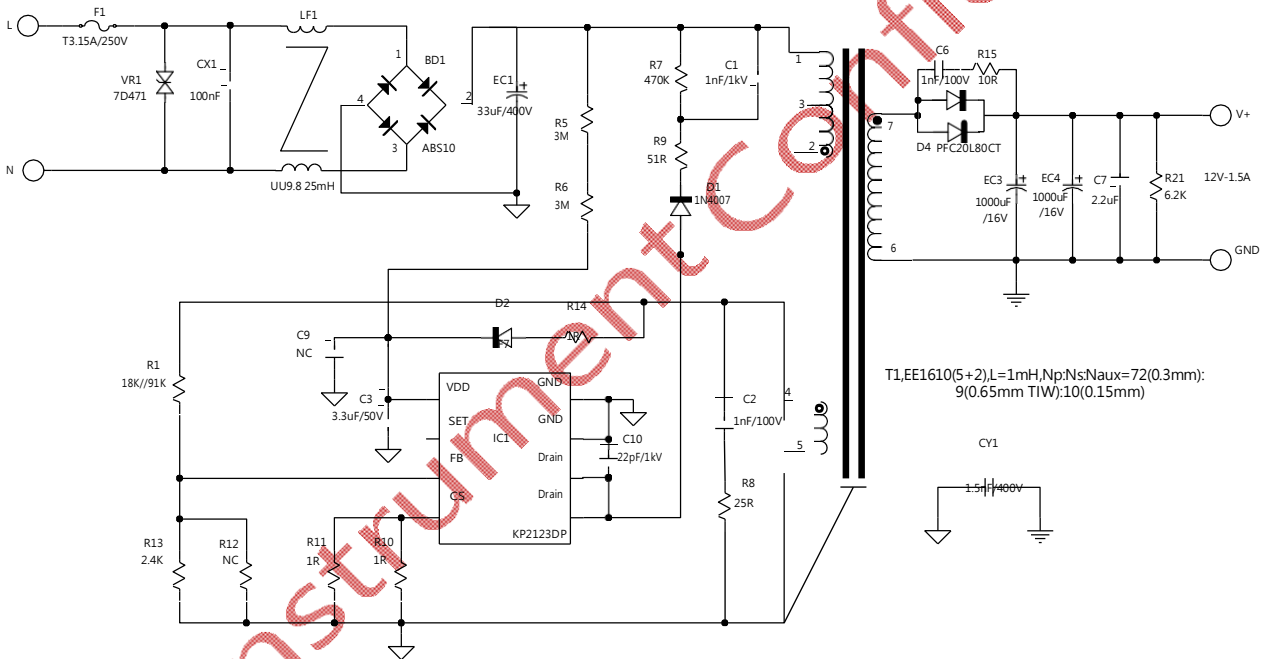 L
F1
T3.15A/250V
VR1
7D471
CX1
100nF
N
LF1
UU9.8 25mH
1
BD1
4
2
3
ABS10
EC1
33uF/400V
R5
3M
R6
3M
R7
470K
C1
1nF/1kV
R9
51R
D1
1N4007
1
3
2
7
6
C6
1nF/100V
R15
10R
D4 PFC20L80CT
EC3
1000uF
/16V
EC4
1000uF
/16V
C7
2.2uF
R21
6.2K
V+
12V-1.5A
GND
R1
18K//91K
C9
NC
D2
R14
1R
C3
3.3uF/50V
VDD
GND
SET
GND
IC1
FB
Drain
CS
Drain
KP2123DP
C10
22pF/1kV
C2
1nF/100V
R8
25R
4
5
R13
2.4K
R12
NC
R11
1R
R10
1R
T1,EE1610(5+2),L=1mH,Np:Ns:Naux=72(0.3mm):
9(0.65mm TIW):10(0.15mm)
CY1
1.5nF/400V
nstrument Confi